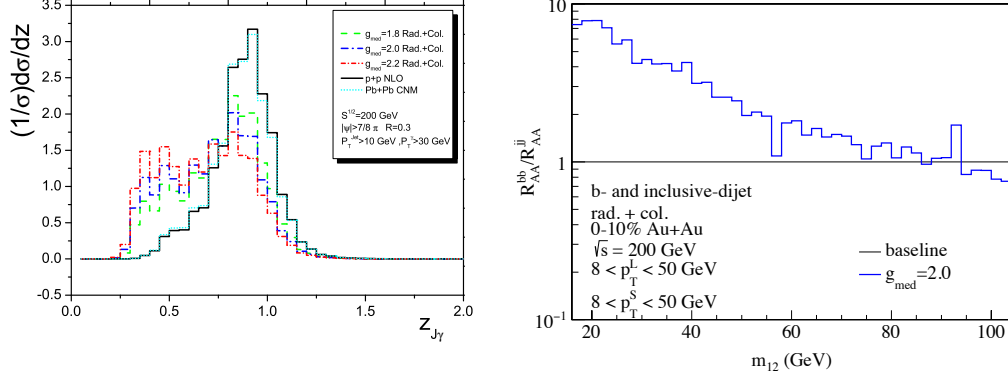 (1/σ)dσ/dz
3.5
3.0
2.5
2.0
1.5
1.0
0.5
0.0
-0.5
g_med=1.8 Rad.+Col.
g_med=2.0 Rad.+Col.
g_med=2.2 Rad.+Col.
p+p NLO
Pb+Pb CNM
S^1/2=200 GeV
|ψ|>7/8 π R=0.3
P_T^Jet>10 GeV ,P_T^γ>30 GeV
0.0 0.5 1.0 1.5 2.0
z_Jγ
R_AA^bb/R_AA^jj
10
1
10^−1
b- and inclusive-dijet
rad. + col.
0-10% Au+Au
√s = 200 GeV
8 < p_T^L < 50 GeV
8 < p_T^S < 50 GeV
baseline
g_med=2.0
20 40 60 80 100
m_12 (GeV)